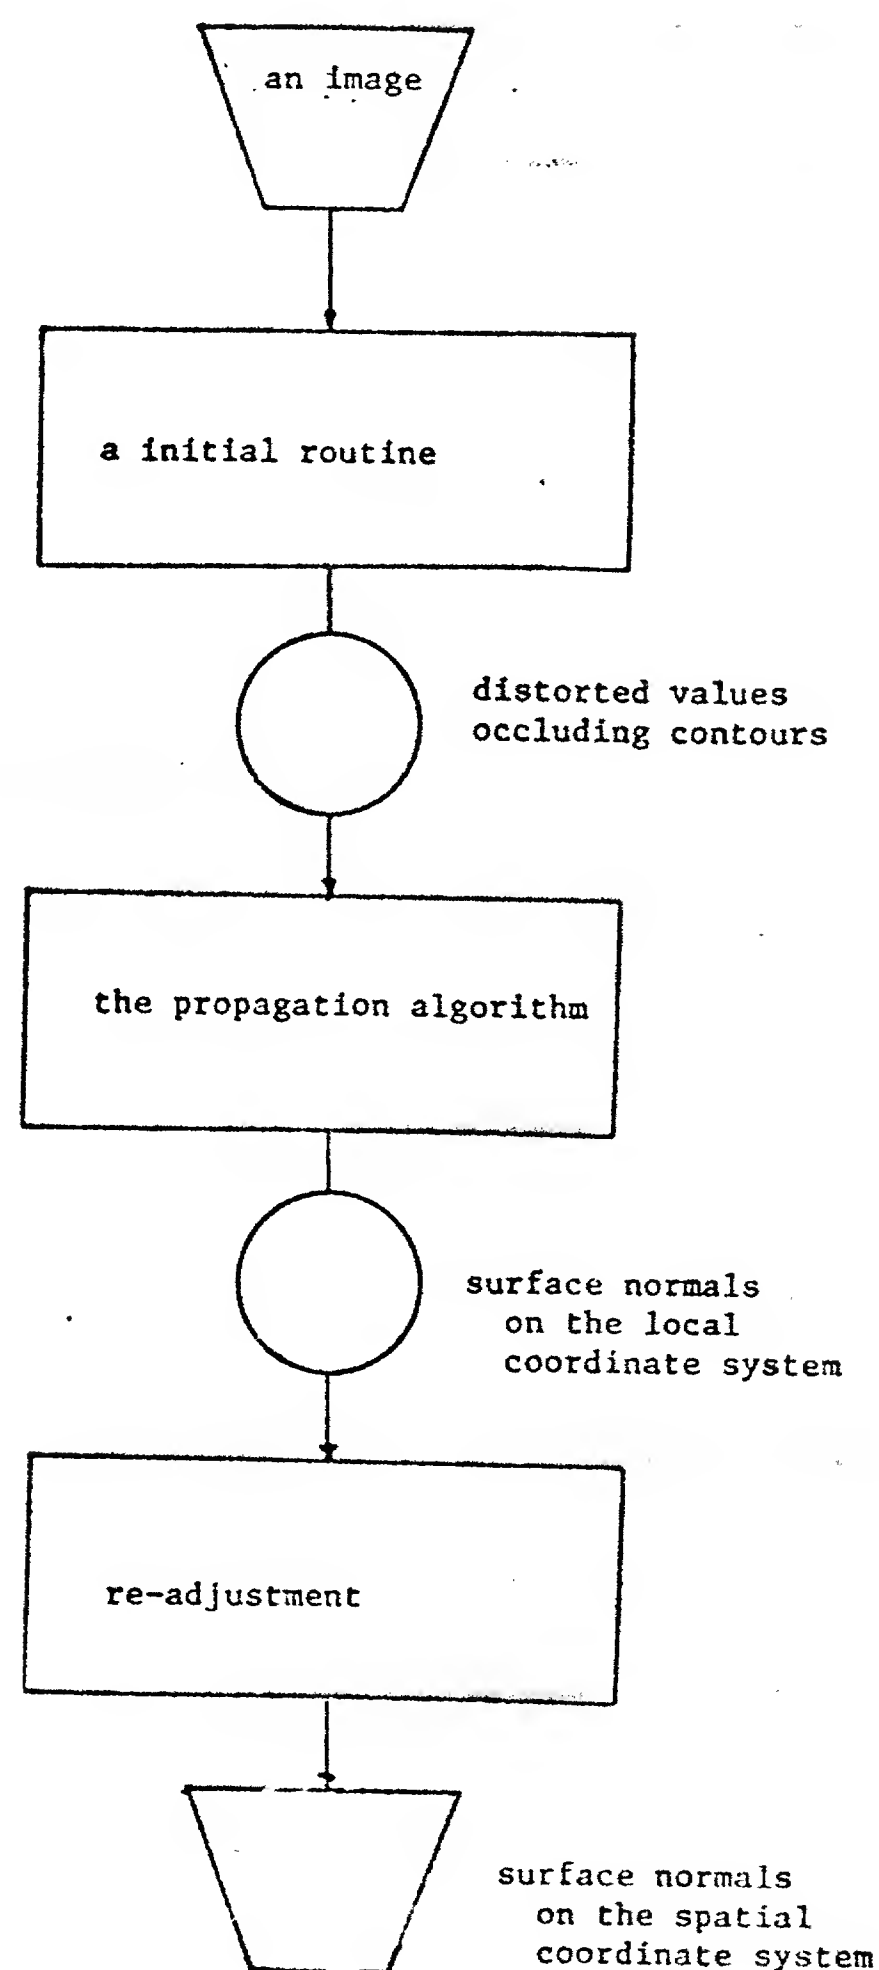 an image
a initial routine
distorted values
occluding contours
the propagation algorithm
surface normals
on the local
coordinate system
re-adjustment
surface normals
on the spatial
coordinate system